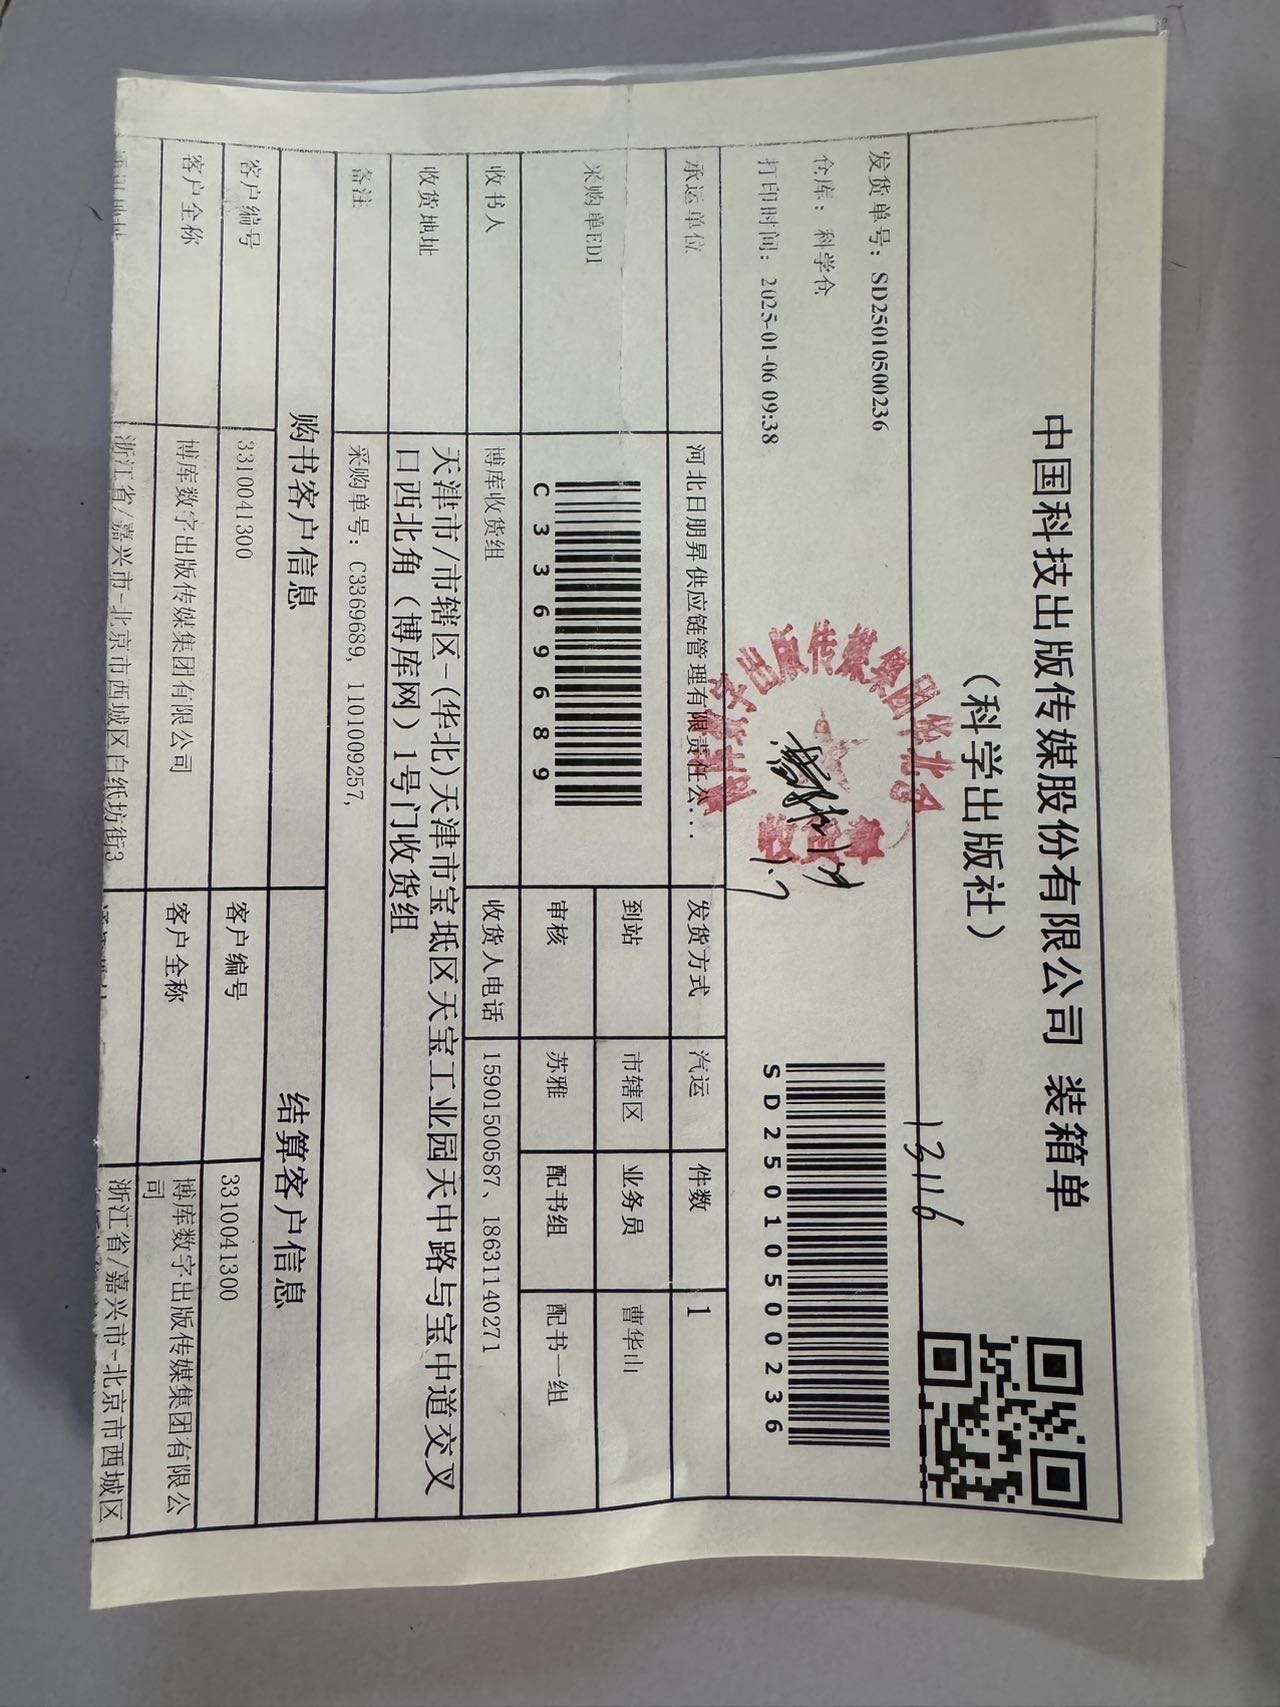 中国科技出版传媒股份有限公司 装箱单
（科学出版社）
13116
发货单号：SD2501050​0236
仓库：科学仓
打印时间：2025-01-06 09:38
SD25010500236
出版传媒集团
1.7
承运单位 河北日朋昇供应链管理有限责任公... 发货方式 汽运 件数 1
采购单EDI C3369689 到站 市辖区 业务员 曹华山
审核 苏雅 配书组 配书一组
收书人 博库收货组 收货人电话 15901500587、18631140271
收货地址 天津市/市辖区-(华北)天津市宝坻区天宝工业园天中路与宝中道交叉
口西北角（博库网）1号门收货组
备注 采购单号：C3369689, 1101009257,
购书客户信息 结算客户信息
客户编号 3310041300 客户编号 3310041300
客户全称 博库数字出版传媒集团有限公司 客户全称 博库数字出版传媒集团有限公
司
浙江省/嘉兴市-北京市西城区白纸坊街3 浙江省/嘉兴市-北京市西城区